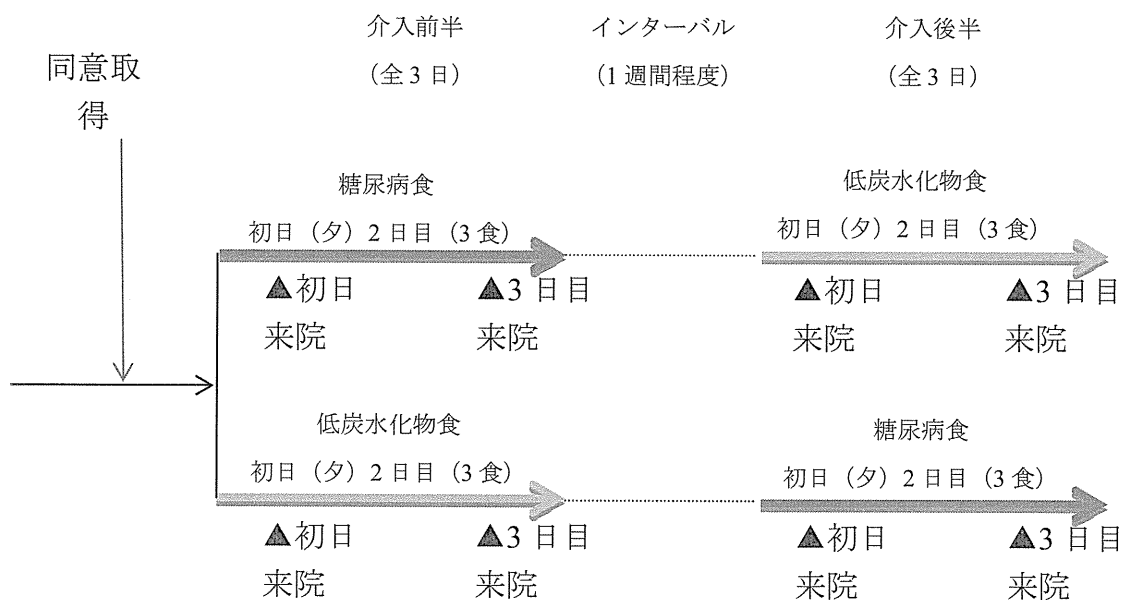 同意取
得
介入前半
(全3日)
インターバル
(1週間程度)
介入後半
(全3日)
糖尿病食
初日(夕)2日目(3食)
▲初日
来院
▲3日目
来院
低炭水化物食
初日(夕)2日目(3食)
▲初日
来院
▲3日目
来院
低炭水化物食
初日(夕)2日目(3食)
▲初日
来院
▲3日目
来院
糖尿病食
初日(夕)2日目(3食)
▲初日
来院
▲3日目
来院